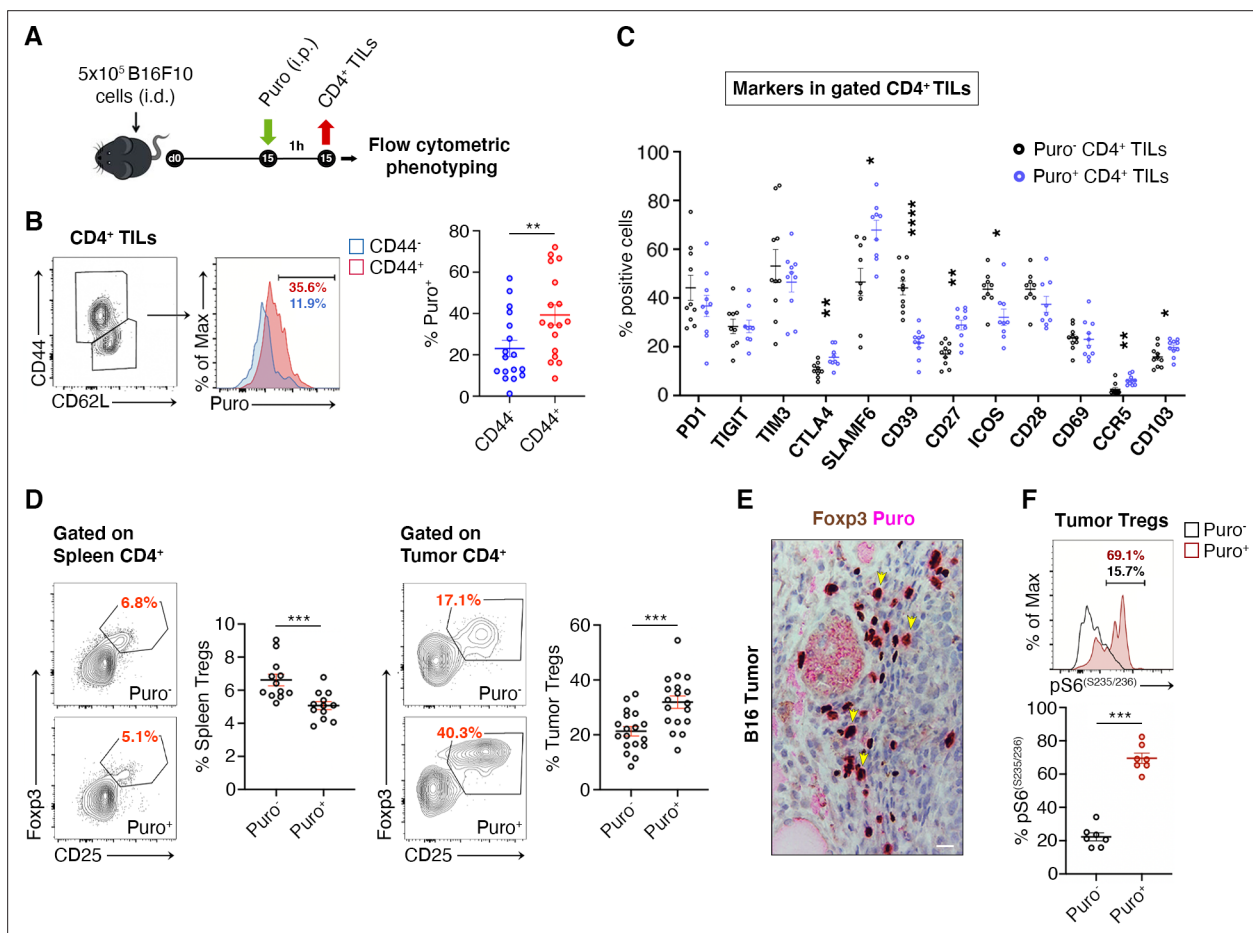 A
5x10⁵ B16F10
cells (i.d.)
Puro (i.p.)
CD4⁺ TILs
d0
15
1h
15
Flow cytometric
phenotyping
B
CD4⁺ TILs
CD44
CD62L
CD44⁻
CD44⁺
35.6%
11.9%
% of Max
Puro
**
% Puro⁺
80
60
40
20
0
CD44⁻
CD44⁺
C
Markers in gated CD4⁺ TILs
Puro⁻ CD4⁺ TILs
Puro⁺ CD4⁺ TILs
% positive cells
100
80
60
40
20
0
**
*
****
**
*
**
*
PD1
TIGIT
TIM3
CTLA4
SLAMF6
CD39
CD27
ICOS
CD28
CD69
CCR5
CD103
D
Gated on
Spleen CD4⁺
6.8%
Puro⁻
5.1%
Puro⁺
Foxp3
CD25
***
% Spleen Tregs
10
8
6
4
2
0
Puro⁻
Puro⁺
Gated on
Tumor CD4⁺
17.1%
Puro⁻
40.3%
Puro⁺
Foxp3
CD25
***
% Tumor Tregs
60
40
20
0
Puro⁻
Puro⁺
E
Foxp3 Puro
B16 Tumor
F
Tumor Tregs
Puro⁻
Puro⁺
69.1%
15.7%
% of Max
pS6(S235/236)
***
% pS6(S235/236)
100
80
60
40
20
0
Puro⁻
Puro⁺